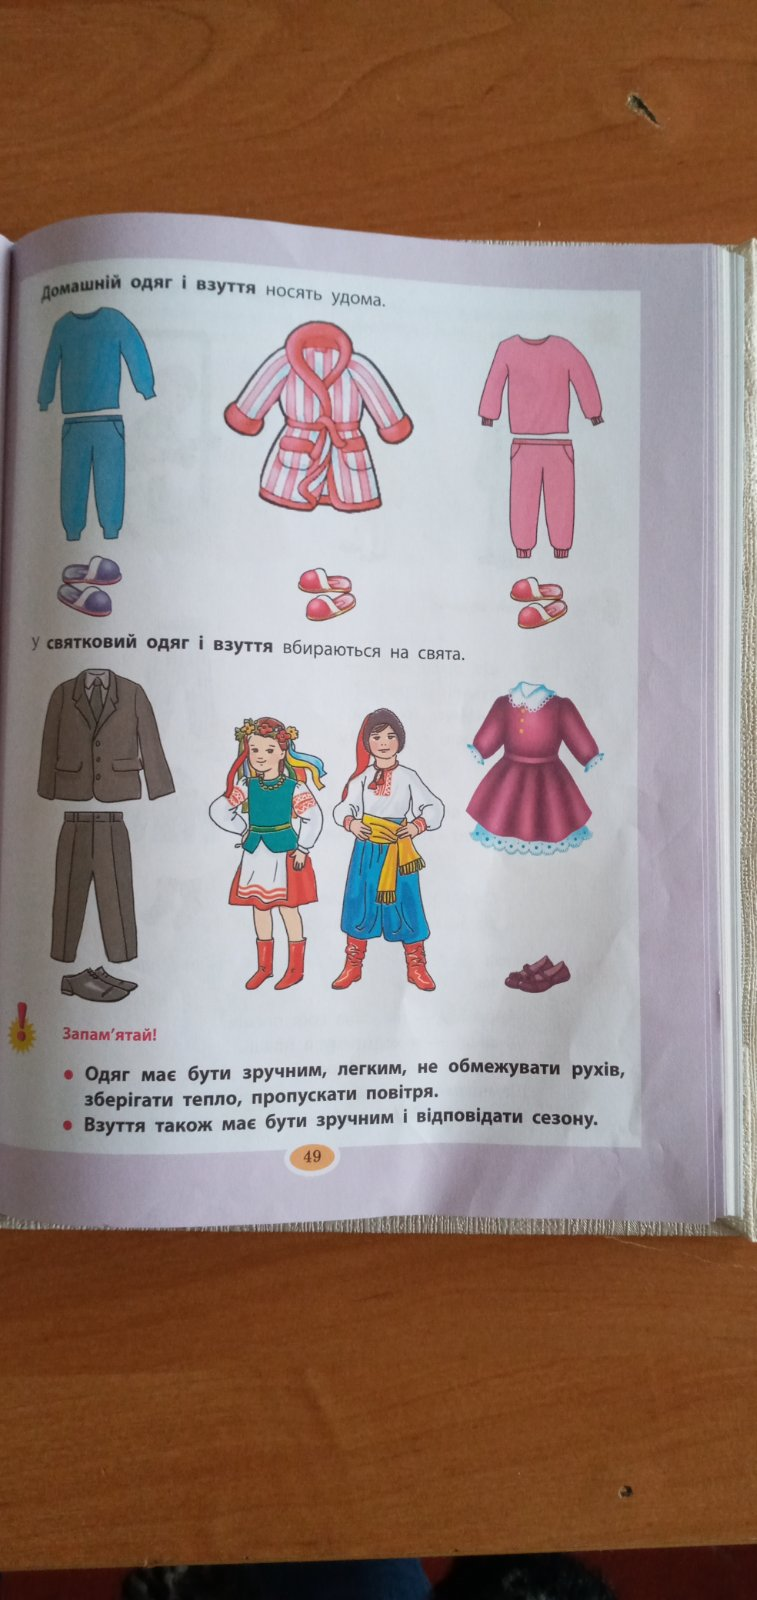 Домашній одяг і взуття носять удома.
У святковий одяг і взуття вбираються на свята.
Запам'ятай!
• Одяг має бути зручним, легким, не обмежувати рухів,
зберігати тепло, пропускати повітря.
• Взуття також має бути зручним і відповідати сезону.
49